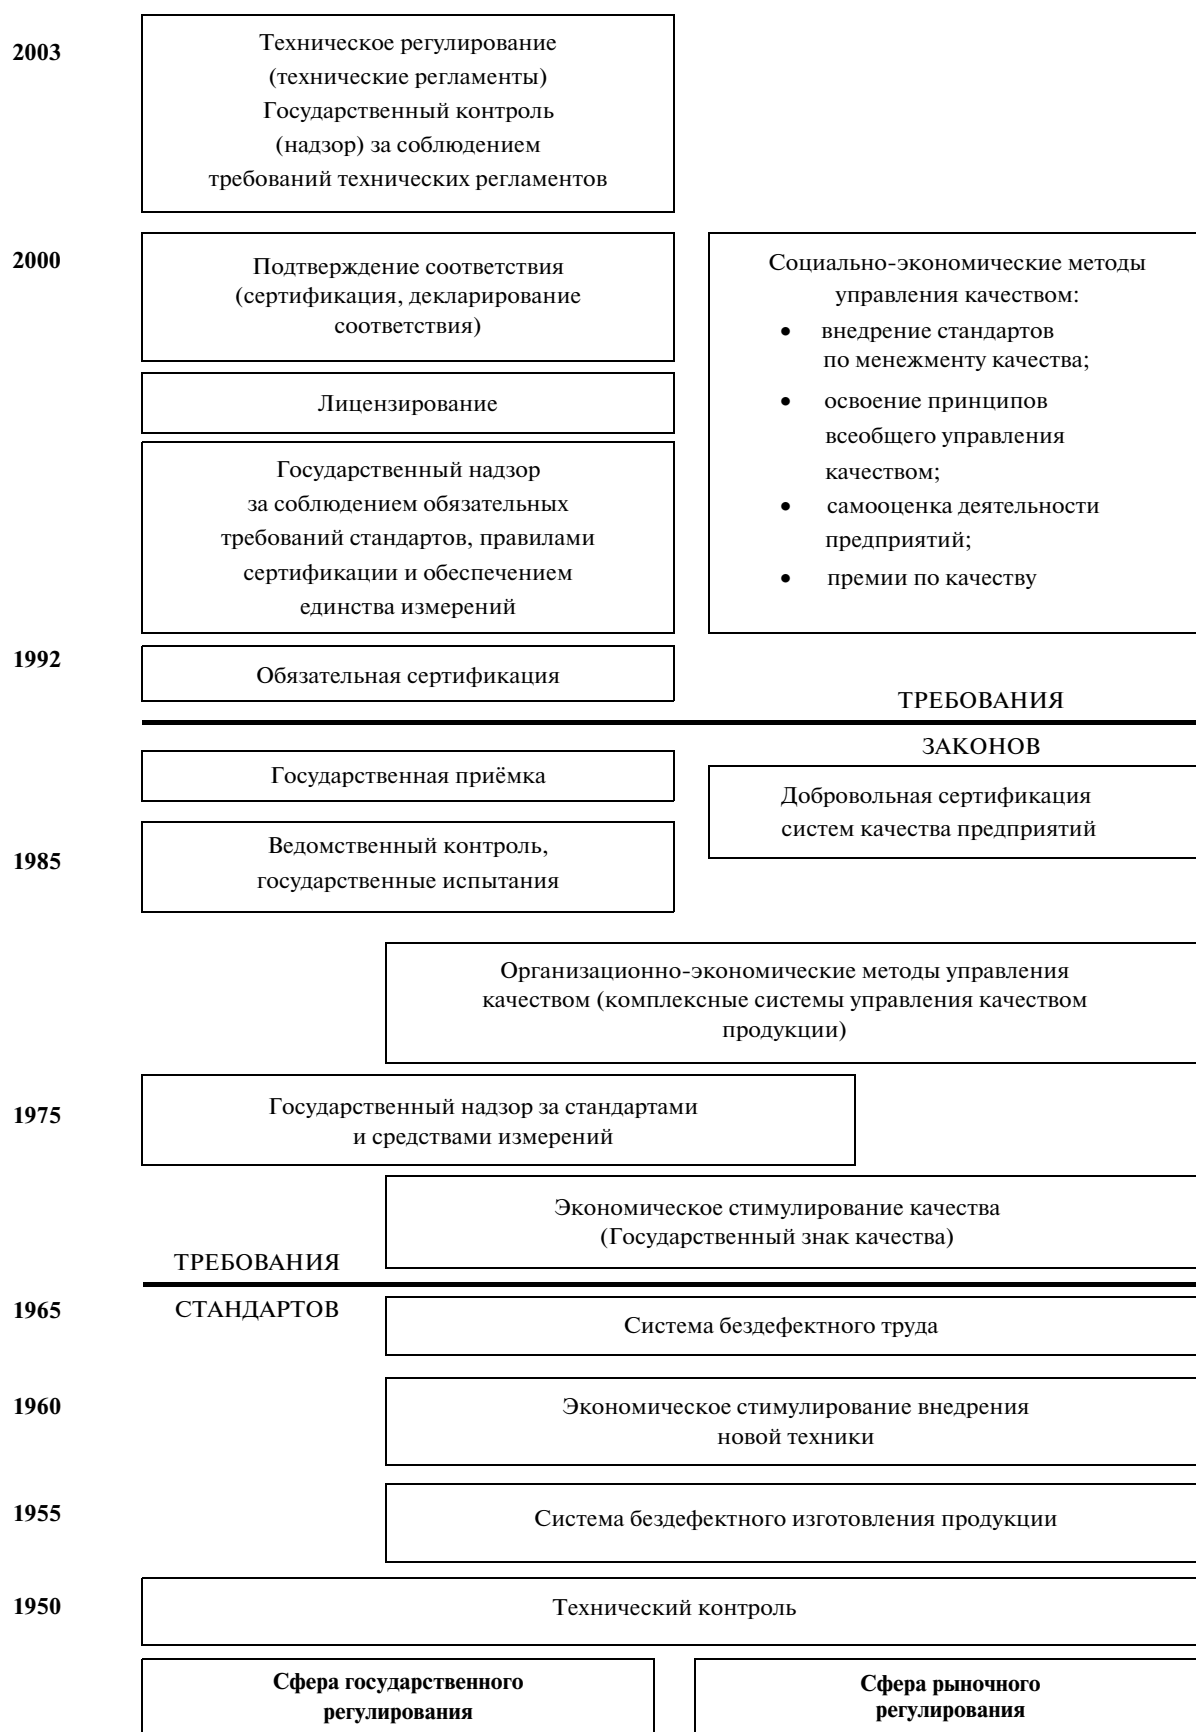 2003
Техническое регулирование
(технические регламенты)
Государственный контроль
(надзор) за соблюдением
требований технических регламентов
2000
Подтверждение соответствия
(сертификация, декларирование
соответствия)
Лицензирование
Государственный надзор
за соблюдением обязательных
требований стандартов, правилами
сертификации и обеспечением
единства измерений
Социально-экономические методы
управления качеством:
• внедрение стандартов
по менежменту качества;
• освоение принципов
всеобщего управления
качеством;
• самооценка деятельности
предприятий;
• премии по качеству
1992
Обязательная сертификация
ТРЕБОВАНИЯ
ЗАКОНОВ
Государственная приёмка
Добровольная сертификация
систем качества предприятий
1985
Ведомственный контроль,
государственные испытания
Организационно-экономические методы управления
качеством (комплексные системы управления качеством
продукции)
1975
Государственный надзор за стандартами
и средствами измерений
Экономическое стимулирование качества
(Государственный знак качества)
ТРЕБОВАНИЯ
СТАНДАРТОВ
1965
Система бездефектного труда
1960
Экономическое стимулирование внедрения
новой техники
1955
Система бездефектного изготовления продукции
1950
Технический контроль
Сфера государственного
регулирования
Сфера рыночного
регулирования